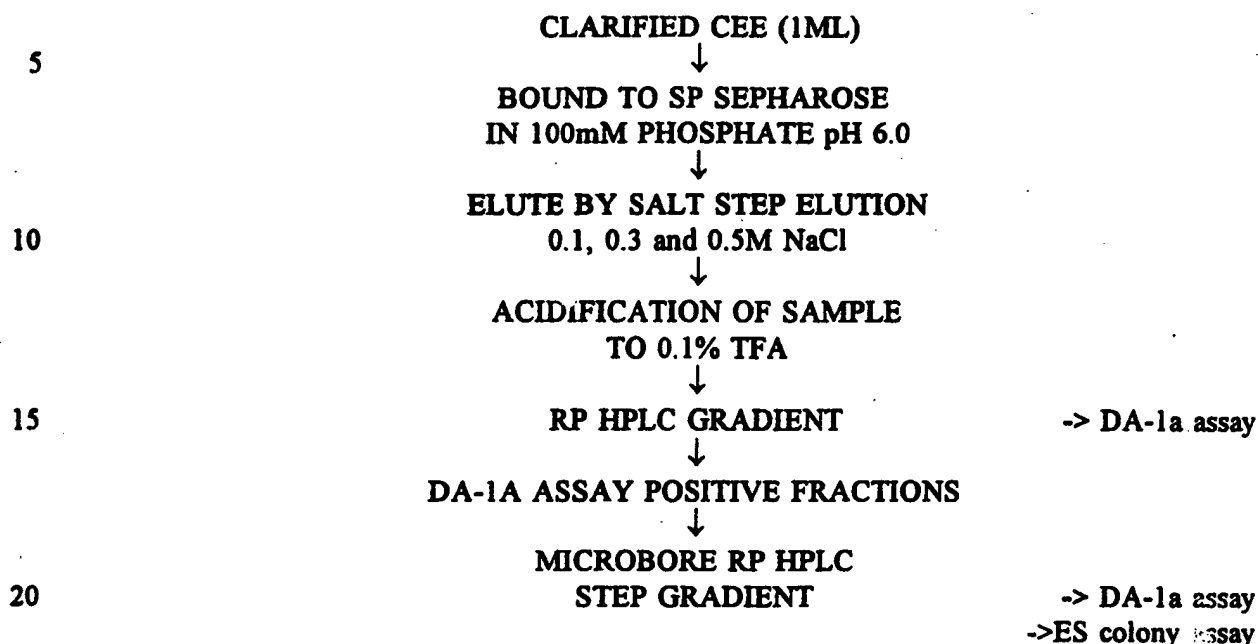 CLARIFIED CEE (1ML)
5
↓
BOUND TO SP SEPHAROSE
IN 100mM PHOSPHATE pH 6.0
↓
ELUTE BY SALT STEP ELUTION
10 0.1, 0.3 and 0.5M NaCl
↓
ACIDIFICATION OF SAMPLE
TO 0.1% TFA
↓
15 RP HPLC GRADIENT -> DA-1a assay
↓
DA-1A ASSAY POSITIVE FRACTIONS
↓
MICROBORE RP HPLC
20 STEP GRADIENT -> DA-1a assay
->ES colony assay